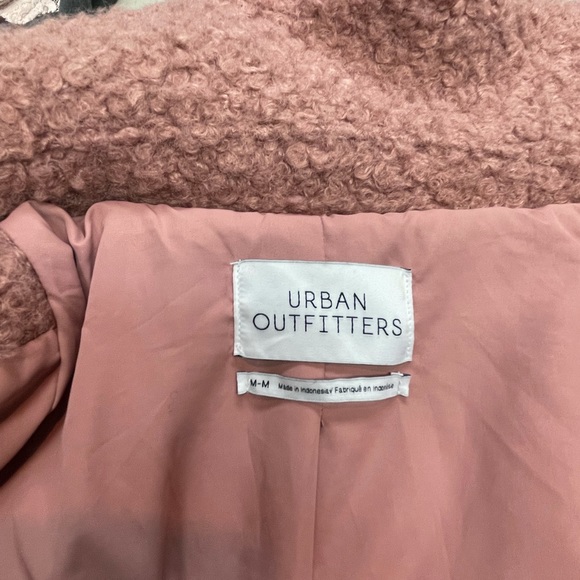 URBAN
OUTFITTERS
M-M Made in Indonesia/ Fabriqué en Indonésie